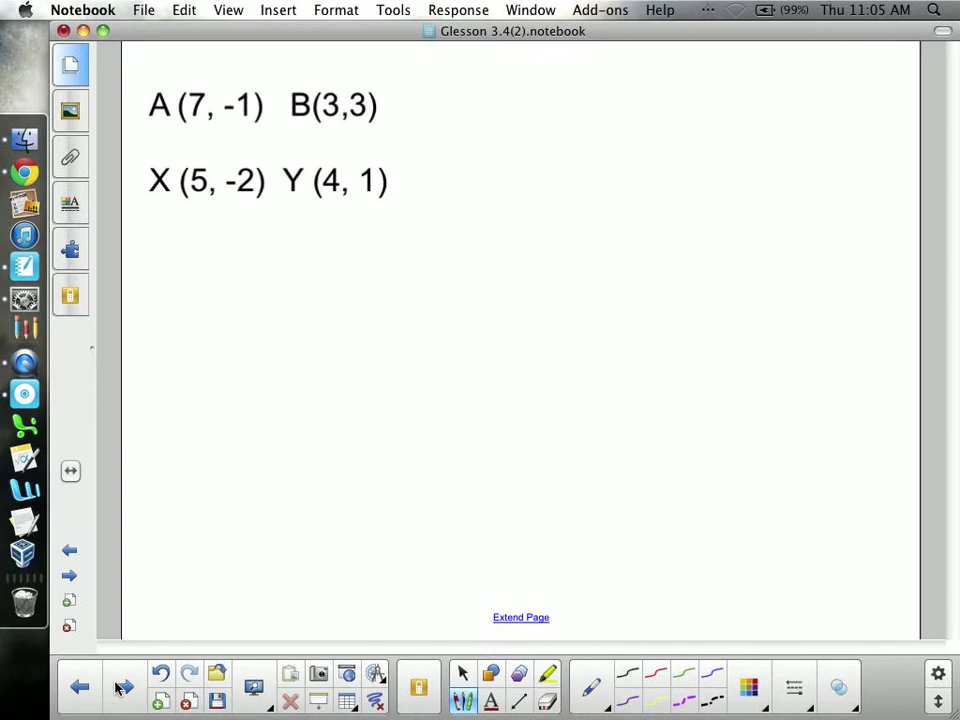 Notebook File Edit View Insert Format Tools Response Window Add-ons Help ... (99%) Thu 11:05 AM
Glesson 3.4(2).notebook
A (7, -1) B(3,3)
X (5, -2) Y (4, 1)
Extend Page